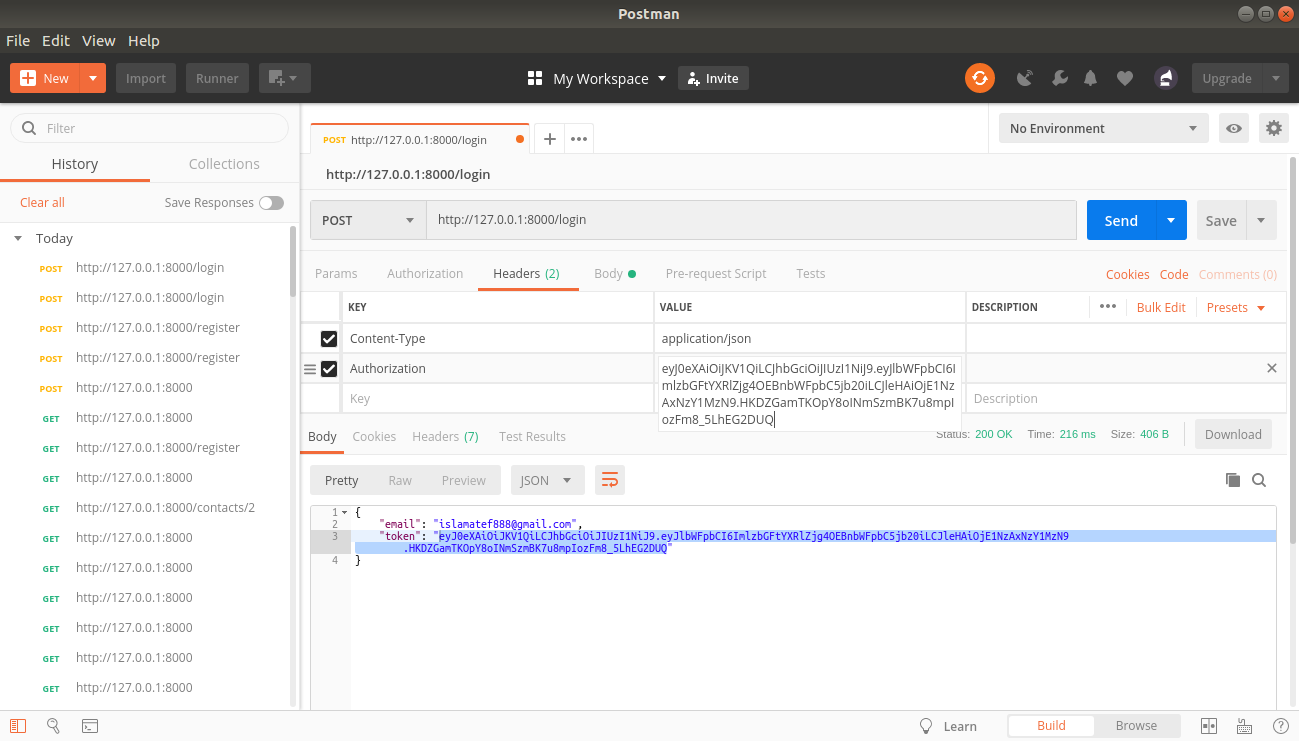 Postman
File Edit View Help
New Import Runner My Workspace Invite Upgrade
Filter
History Collections
Clear all Save Responses
Today
POST http://127.0.0.1:8000/login
POST http://127.0.0.1:8000/login
POST http://127.0.0.1:8000/register
POST http://127.0.0.1:8000/register
POST http://127.0.0.1:8000
GET http://127.0.0.1:8000
GET http://127.0.0.1:8000/register
GET http://127.0.0.1:8000
GET http://127.0.0.1:8000/contacts/2
GET http://127.0.0.1:8000
GET http://127.0.0.1:8000
GET http://127.0.0.1:8000
GET http://127.0.0.1:8000
GET http://127.0.0.1:8000
GET http://127.0.0.1:8000
POST http://127.0.0.1:8000/login
No Environment
http://127.0.0.1:8000/login
POST http://127.0.0.1:8000/login Send Save
Params Authorization Headers (2) Body Pre-request Script Tests Cookies Code Comments (0)
KEY VALUE DESCRIPTION Bulk Edit Presets
Content-Type application/json
Authorization
eyJ0eXAiOiJKV1QiLCJhbGciOiJIUzI1NiJ9.eyJlbWFpbCI6I
mlzbGFtYXRlZjg4OEBnbWFpbC5jb20iLCJleHAiOjE1Nz
AxNzY1MzN9.HKDZGamTKOpY8oINmSzmBK7u8mpI
ozFm8_5LhEG2DUQ
Key Description
Body Cookies Headers (7) Test Results Status: 200 OK Time: 216 ms Size: 406 B Download
Pretty Raw Preview JSON
1 {
2 "email": "islamatef888@gmail.com",
3 "token": "eyJ0eXAiOiJKV1QiLCJhbGciOiJIUzI1NiJ9.eyJlbWFpbCI6ImlzbGFtYXRlZjg4OEBnbWFpbC5jb20iLCJleHAiOjE1NzAxNzY1MzN9
.HKDZGamTKOpY8oINmSzmBK7u8mpIozFm8_5LhEG2DUQ"
4 }
Learn Build Browse